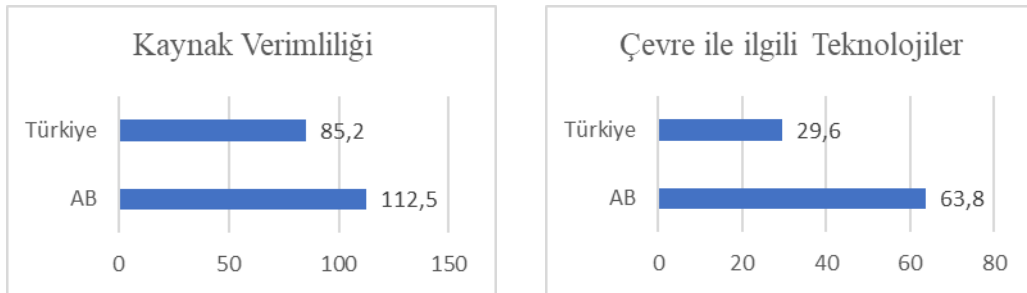 Kaynak Verimliliği
Türkiye
85,2
AB
112,5
0 50 100 150
Çevre ile ilgili Teknolojiler
Türkiye
29,6
AB
63,8
0 20 40 60 80